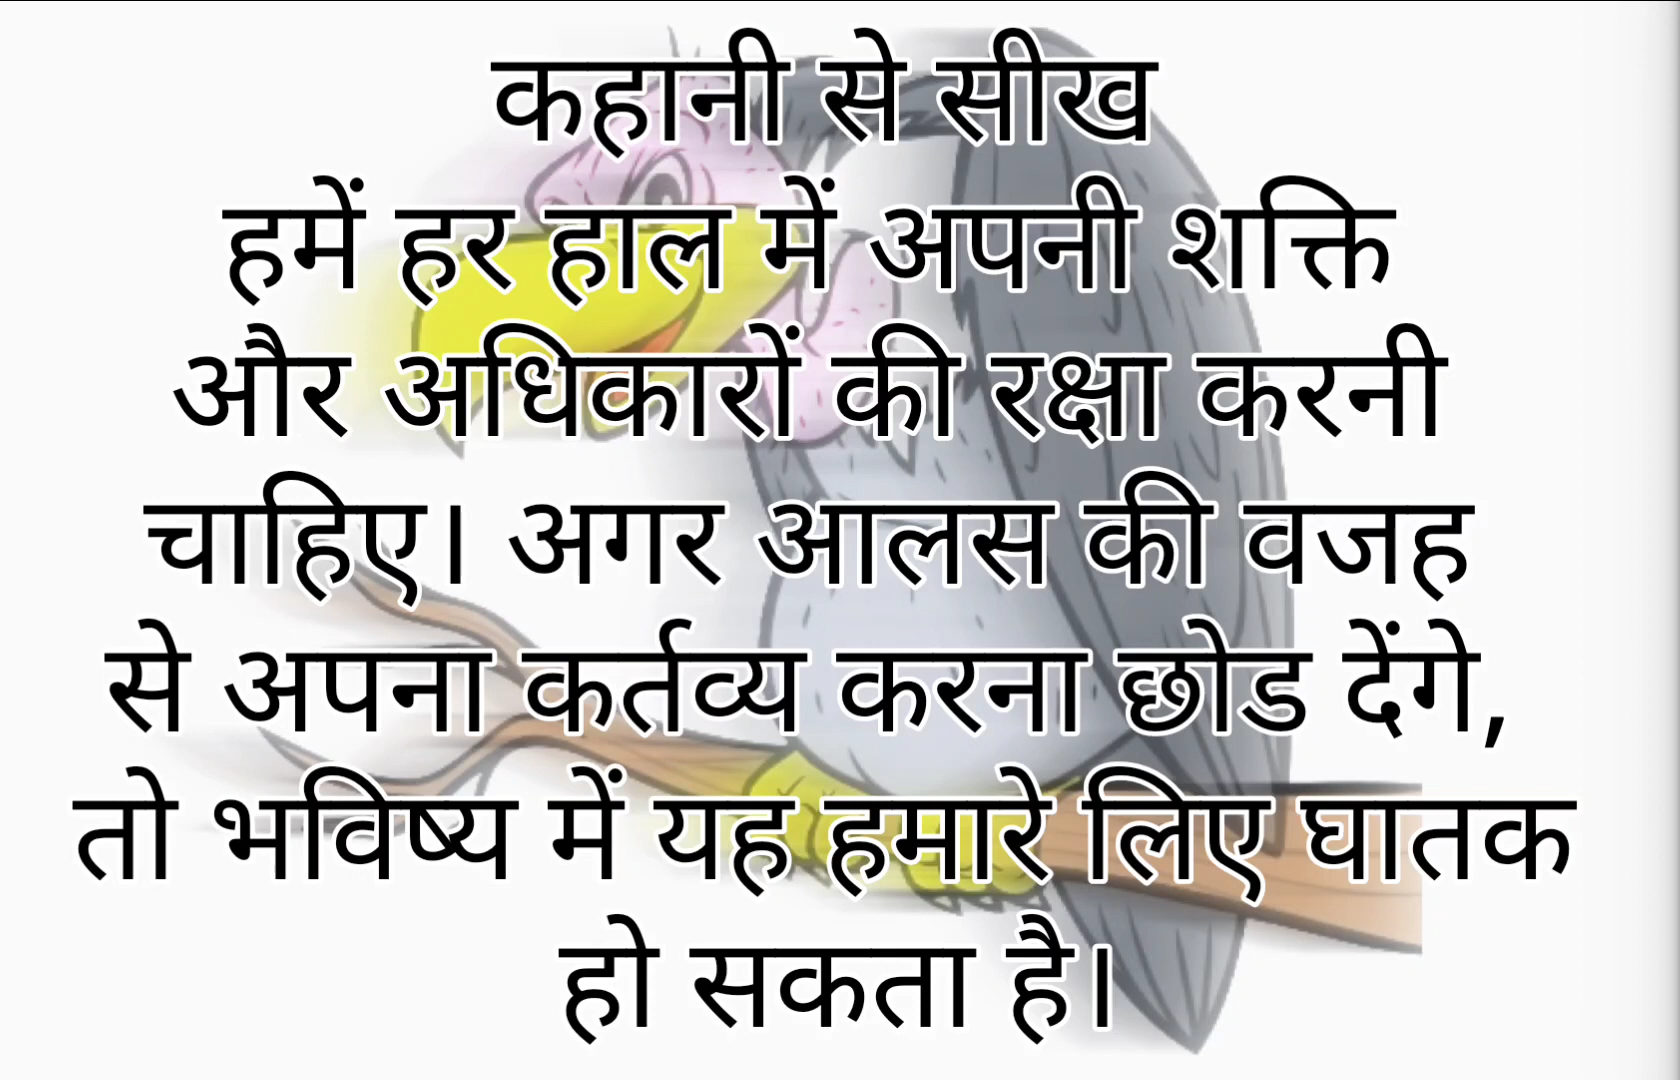 कहानी से सीख
हमें हर हाल में अपनी शक्ति
और अधिकारों की रक्षा करनी
चाहिए। अगर आलस की वजह
से अपना कर्तव्य करना छोड देंगे,
तो भविष्य में यह हमारे लिए घातक
हो सकता है।